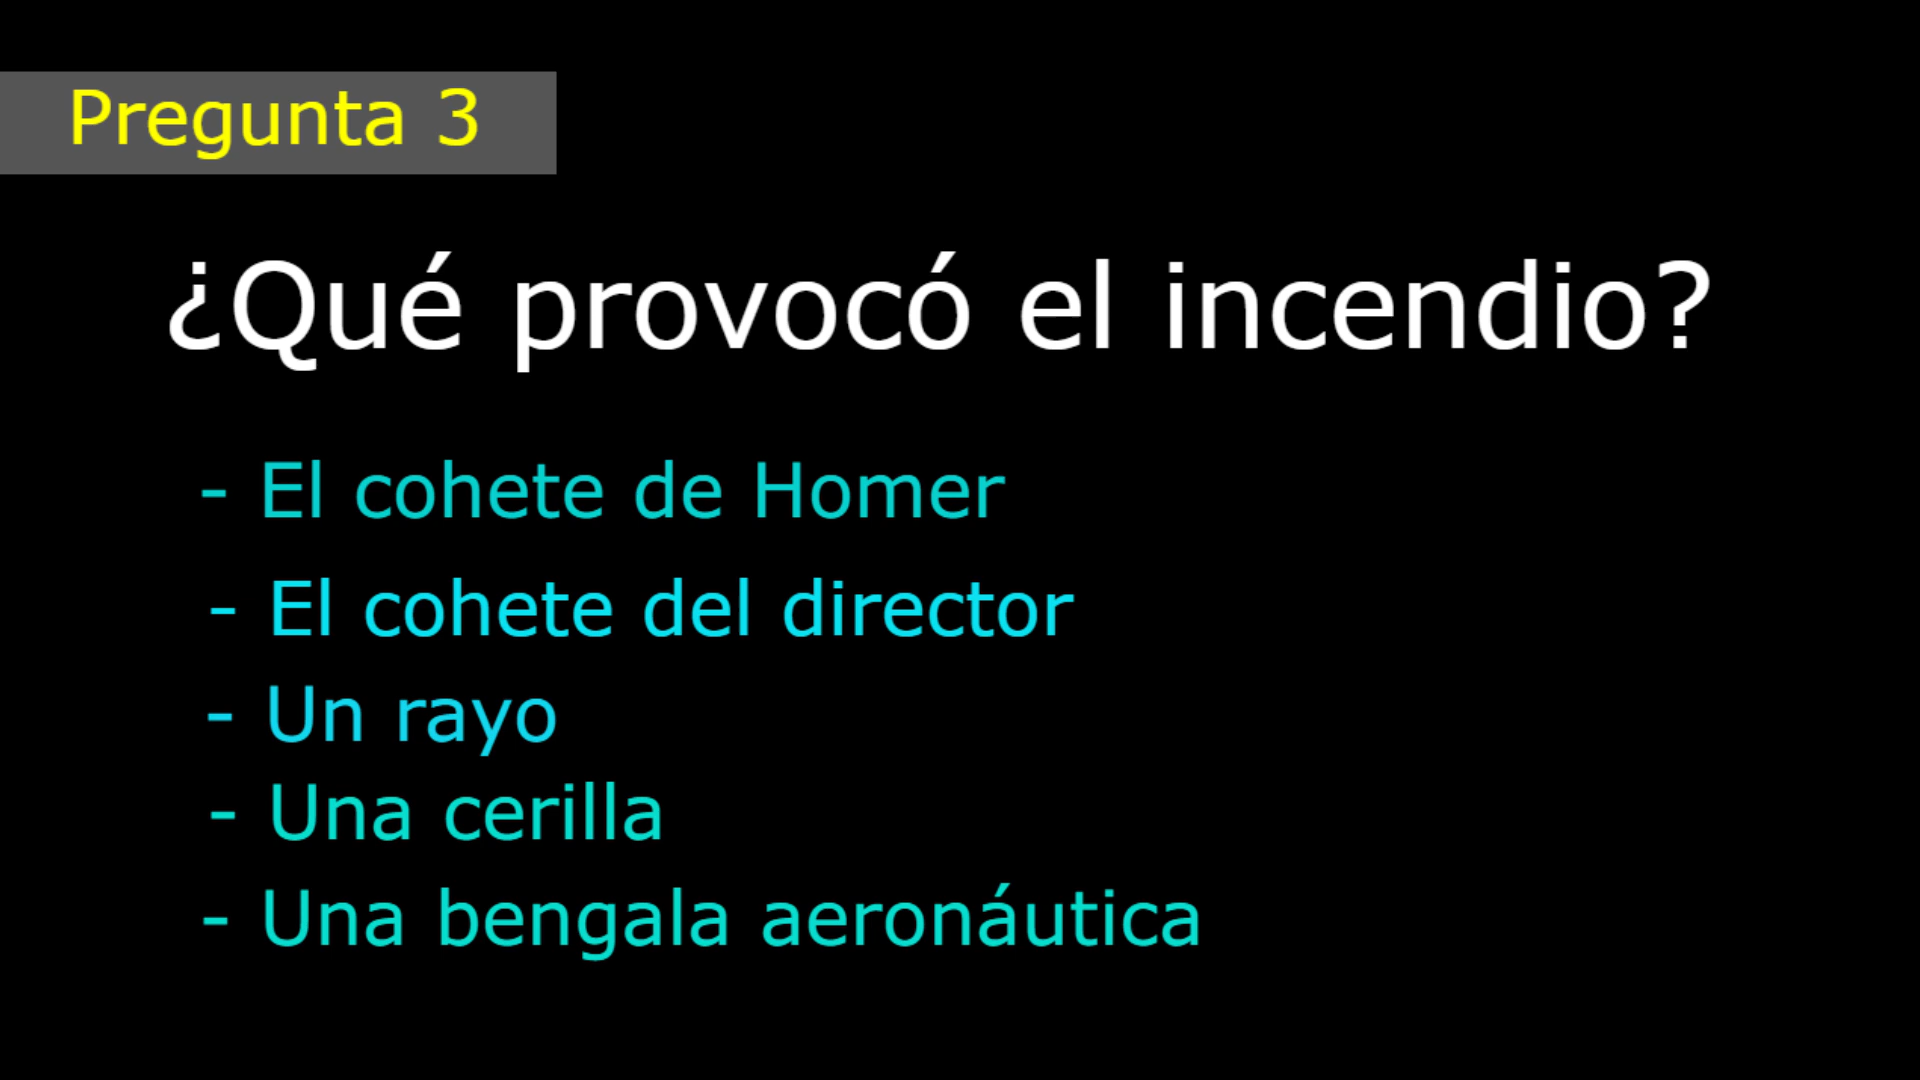 Pregunta 3
¿Qué provocó el incendio?
- El cohete de Homer
- El cohete del director
- Un rayo
- Una cerilla
- Una bengala aeronáutica